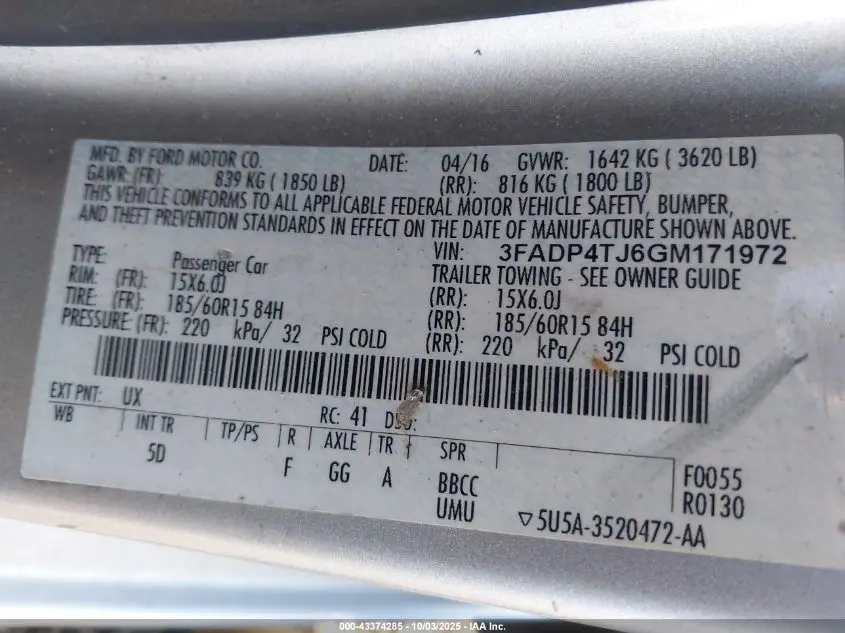 MFD. BY FORD MOTOR CO. DATE: 04/16 GVWR: 1642 KG ( 3620 LB)
GAWR: (FR): 839 KG ( 1850 LB) (RR): 816 KG ( 1800 LB)
THIS VEHICLE CONFORMS TO ALL APPLICABLE FEDERAL MOTOR VEHICLE SAFETY, BUMPER,
AND THEFT PREVENTION STANDARDS IN EFFECT ON THE DATE OF MANUFACTURE SHOWN ABOVE.
VIN: 3FADP4TJ6GM171972
TYPE: Passenger Car TRAILER TOWING - SEE OWNER GUIDE
RIM: (FR): 15X6.0J (RR): 15X6.0J
TIRE: (FR): 185/60R15 84H (RR): 185/60R15 84H
PRESSURE: (FR): 220 kPa/ 32 PSI COLD (RR): 220 kPa/ 32 PSI COLD
EXT PNT: UX RC: 41 DSO:
WB INT TR TP/PS R AXLE TR SPR
5D F GG A BBCC F0055
UMU R0130
▽5U5A-3520472-AA
000-43374285 - 10/03/2025 - IAA Inc.